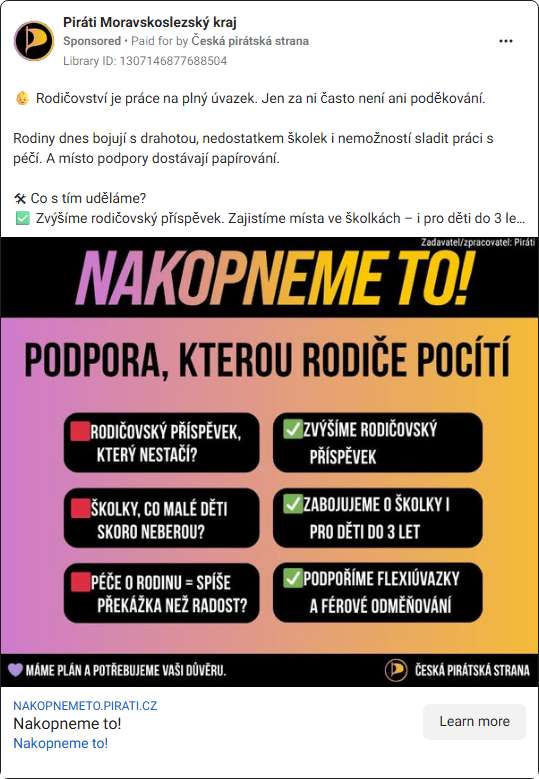 Piráti Moravskoslezský kraj
Sponsored • Paid for by Česká pirátská strana
Library ID: 1307146877688504
👶 Rodičovství je práce na plný úvazek. Jen za ni často není ani poděkování.
Rodiny dnes bojují s drahotou, nedostatkem školek i nemožností sladit práci s
péčí. A místo podpory dostávají papírování.
🛠 Co s tím uděláme?
✅ Zvýšíme rodičovský příspěvek. Zajistíme místa ve školkách – i pro děti do 3 le...
Zadavatel/zpracovatel: Piráti
NAKOPNEME TO!
PODPORA, KTEROU RODIČE POCÍTÍ
🟥RODIČOVSKÝ PŘÍSPĚVEK,
KTERÝ NESTAČÍ?
✅ZVÝŠÍME RODIČOVSKÝ
PŘÍSPĚVEK
🟥ŠKOLKY, CO MALÉ DĚTI
SKORO NEBEROU?
✅ZABOJUJEME O ŠKOLKY I
PRO DĚTI DO 3 LET
🟥PÉČE O RODINU = SPÍŠE
PŘEKÁŽKA NEŽ RADOST?
✅PODPOŘÍME FLEXIÚVAZKY
A FÉROVÉ ODMĚŇOVÁNÍ
💜 MÁME PLÁN A POTŘEBUJEME VAŠI DŮVĚRU.
ČESKÁ PIRÁTSKÁ STRANA
NAKOPNEMETO.PIRATI.CZ
Nakopneme to!
Nakopneme to!
Learn more